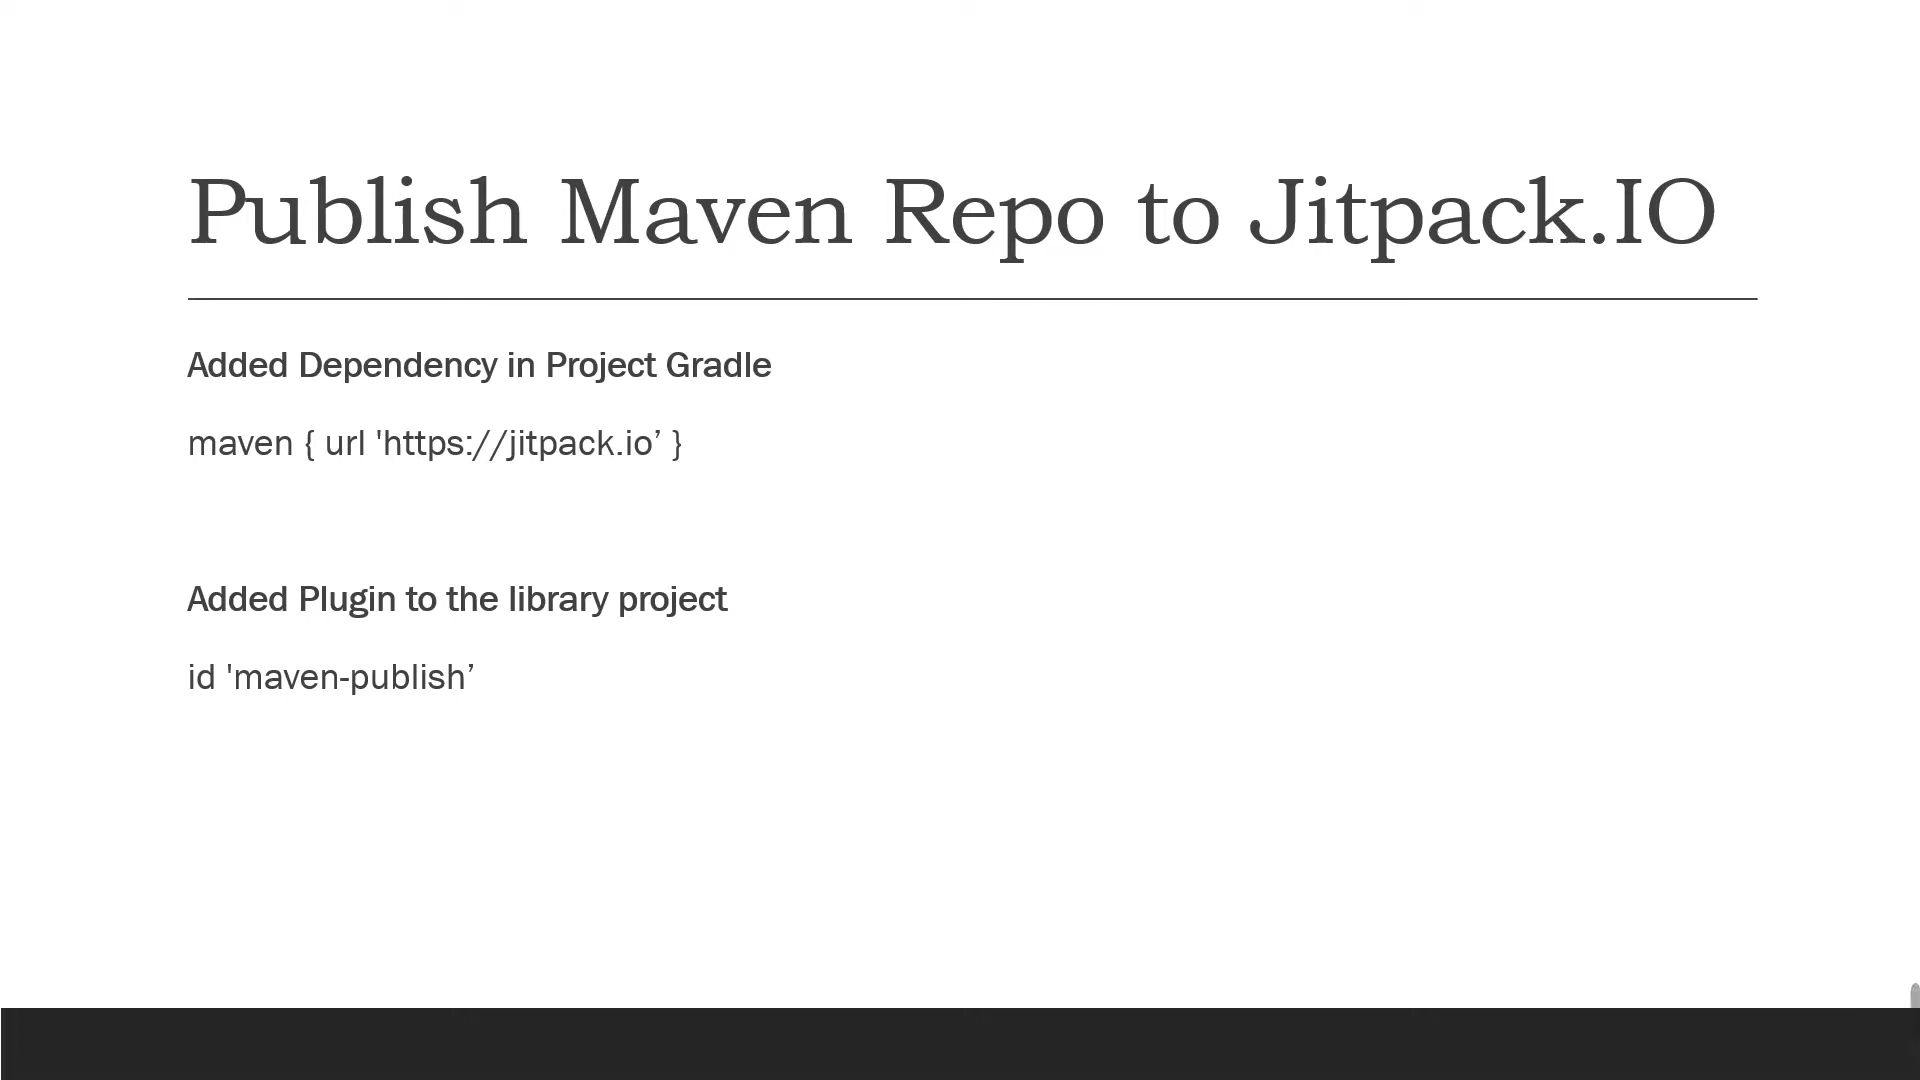 Publish Maven Repo to Jitpack.IO
Added Dependency in Project Gradle
maven { url 'https://jitpack.io’ }
Added Plugin to the library project
id 'maven-publish’